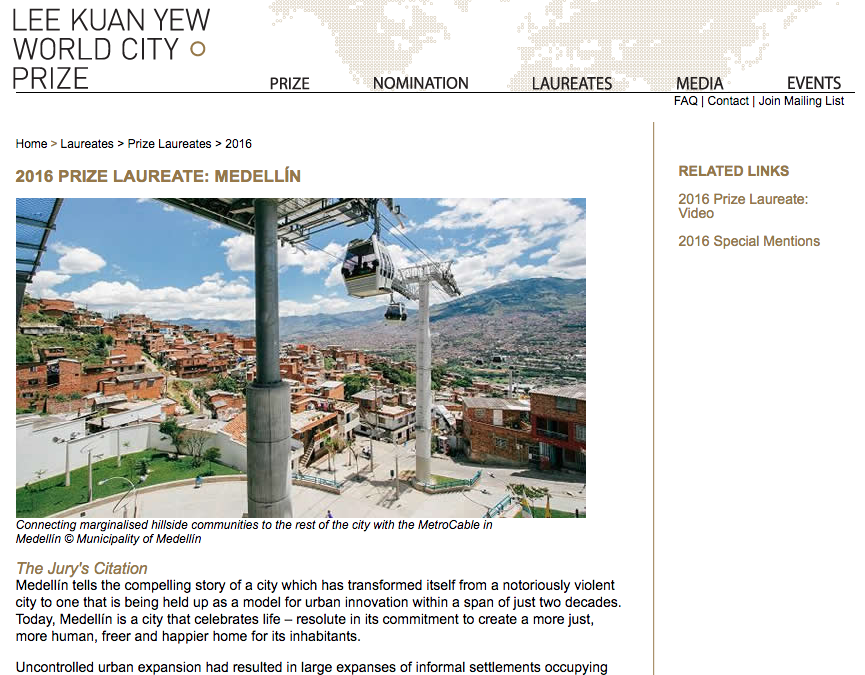 LEE KUAN YEW
WORLD CITY
PRIZE
PRIZE NOMINATION LAUREATES MEDIA EVENTS
FAQ | Contact | Join Mailing List
Home > Laureates > Prize Laureates > 2016
2016 PRIZE LAUREATE: MEDELLÍN
Connecting marginalised hillside communities to the rest of the city with the MetroCable in
Medellín © Municipality of Medellín
The Jury's Citation
Medellín tells the compelling story of a city which has transformed itself from a notoriously violent
city to one that is being held up as a model for urban innovation within a span of just two decades.
Today, Medellín is a city that celebrates life – resolute in its commitment to create a more just,
more human, freer and happier home for its inhabitants.
Uncontrolled urban expansion had resulted in large expanses of informal settlements occupying
RELATED LINKS
2016 Prize Laureate:
Video
2016 Special Mentions